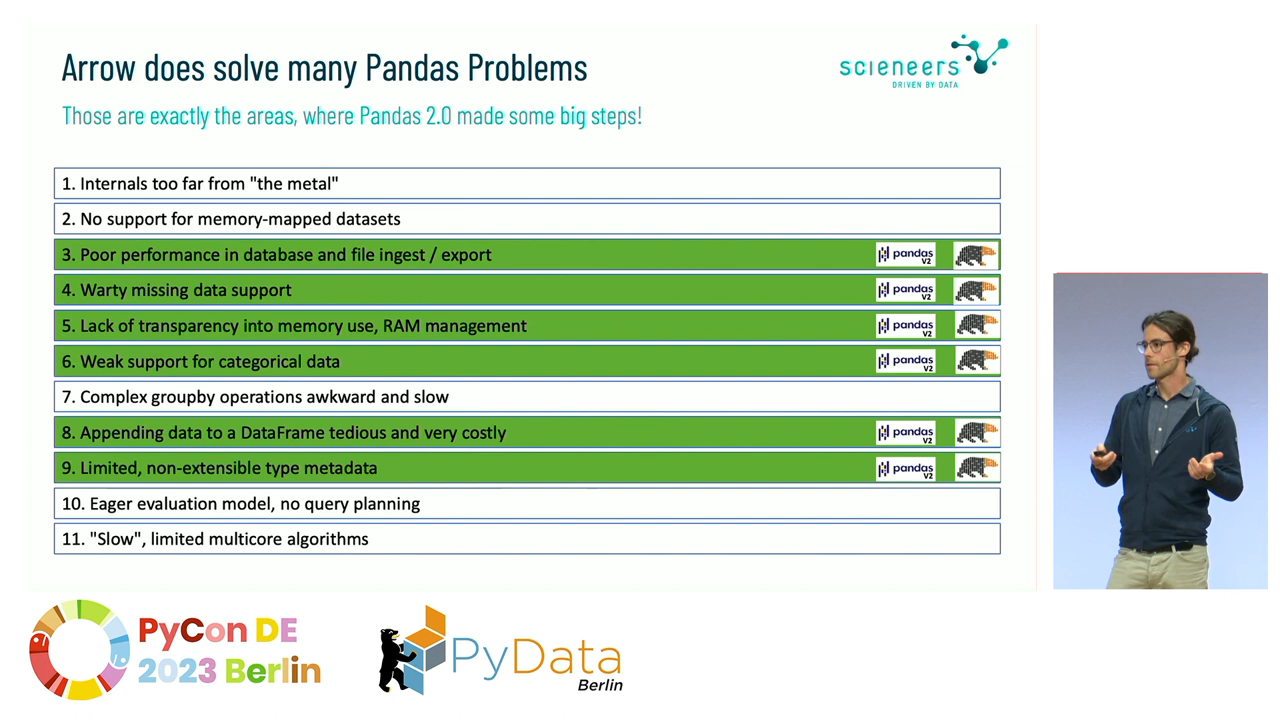 Arrow does solve many Pandas Problems
scieneers
DRIVEN BY DATA
Those are exactly the areas, where Pandas 2.0 made some big steps!
1. Internals too far from "the metal"
2. No support for memory-mapped datasets
3. Poor performance in database and file ingest / export
pandas
V2
4. Warty missing data support
pandas
V2
5. Lack of transparency into memory use, RAM management
pandas
V2
6. Weak support for categorical data
pandas
V2
7. Complex groupby operations awkward and slow
8. Appending data to a DataFrame tedious and very costly
pandas
V2
9. Limited, non-extensible type metadata
pandas
V2
10. Eager evaluation model, no query planning
11. "Slow", limited multicore algorithms
PyCon DE
2023 Berlin
PyData
Berlin